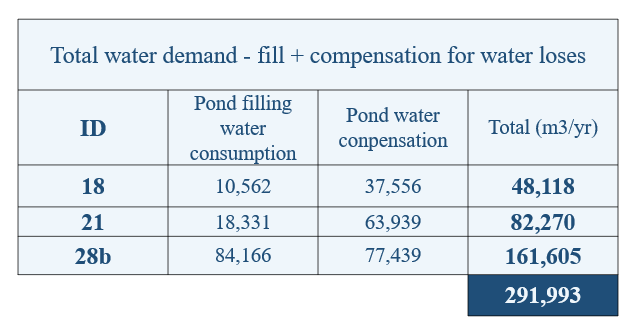 Total water demand - fill + compensation for water loses
ID
Pond filling
water
consumption
Pond water
conpensation
Total (m3/yr)
18 10,562 37,556 48,118
21 18,331 63,939 82,270
28b 84,166 77,439 161,605
291,993